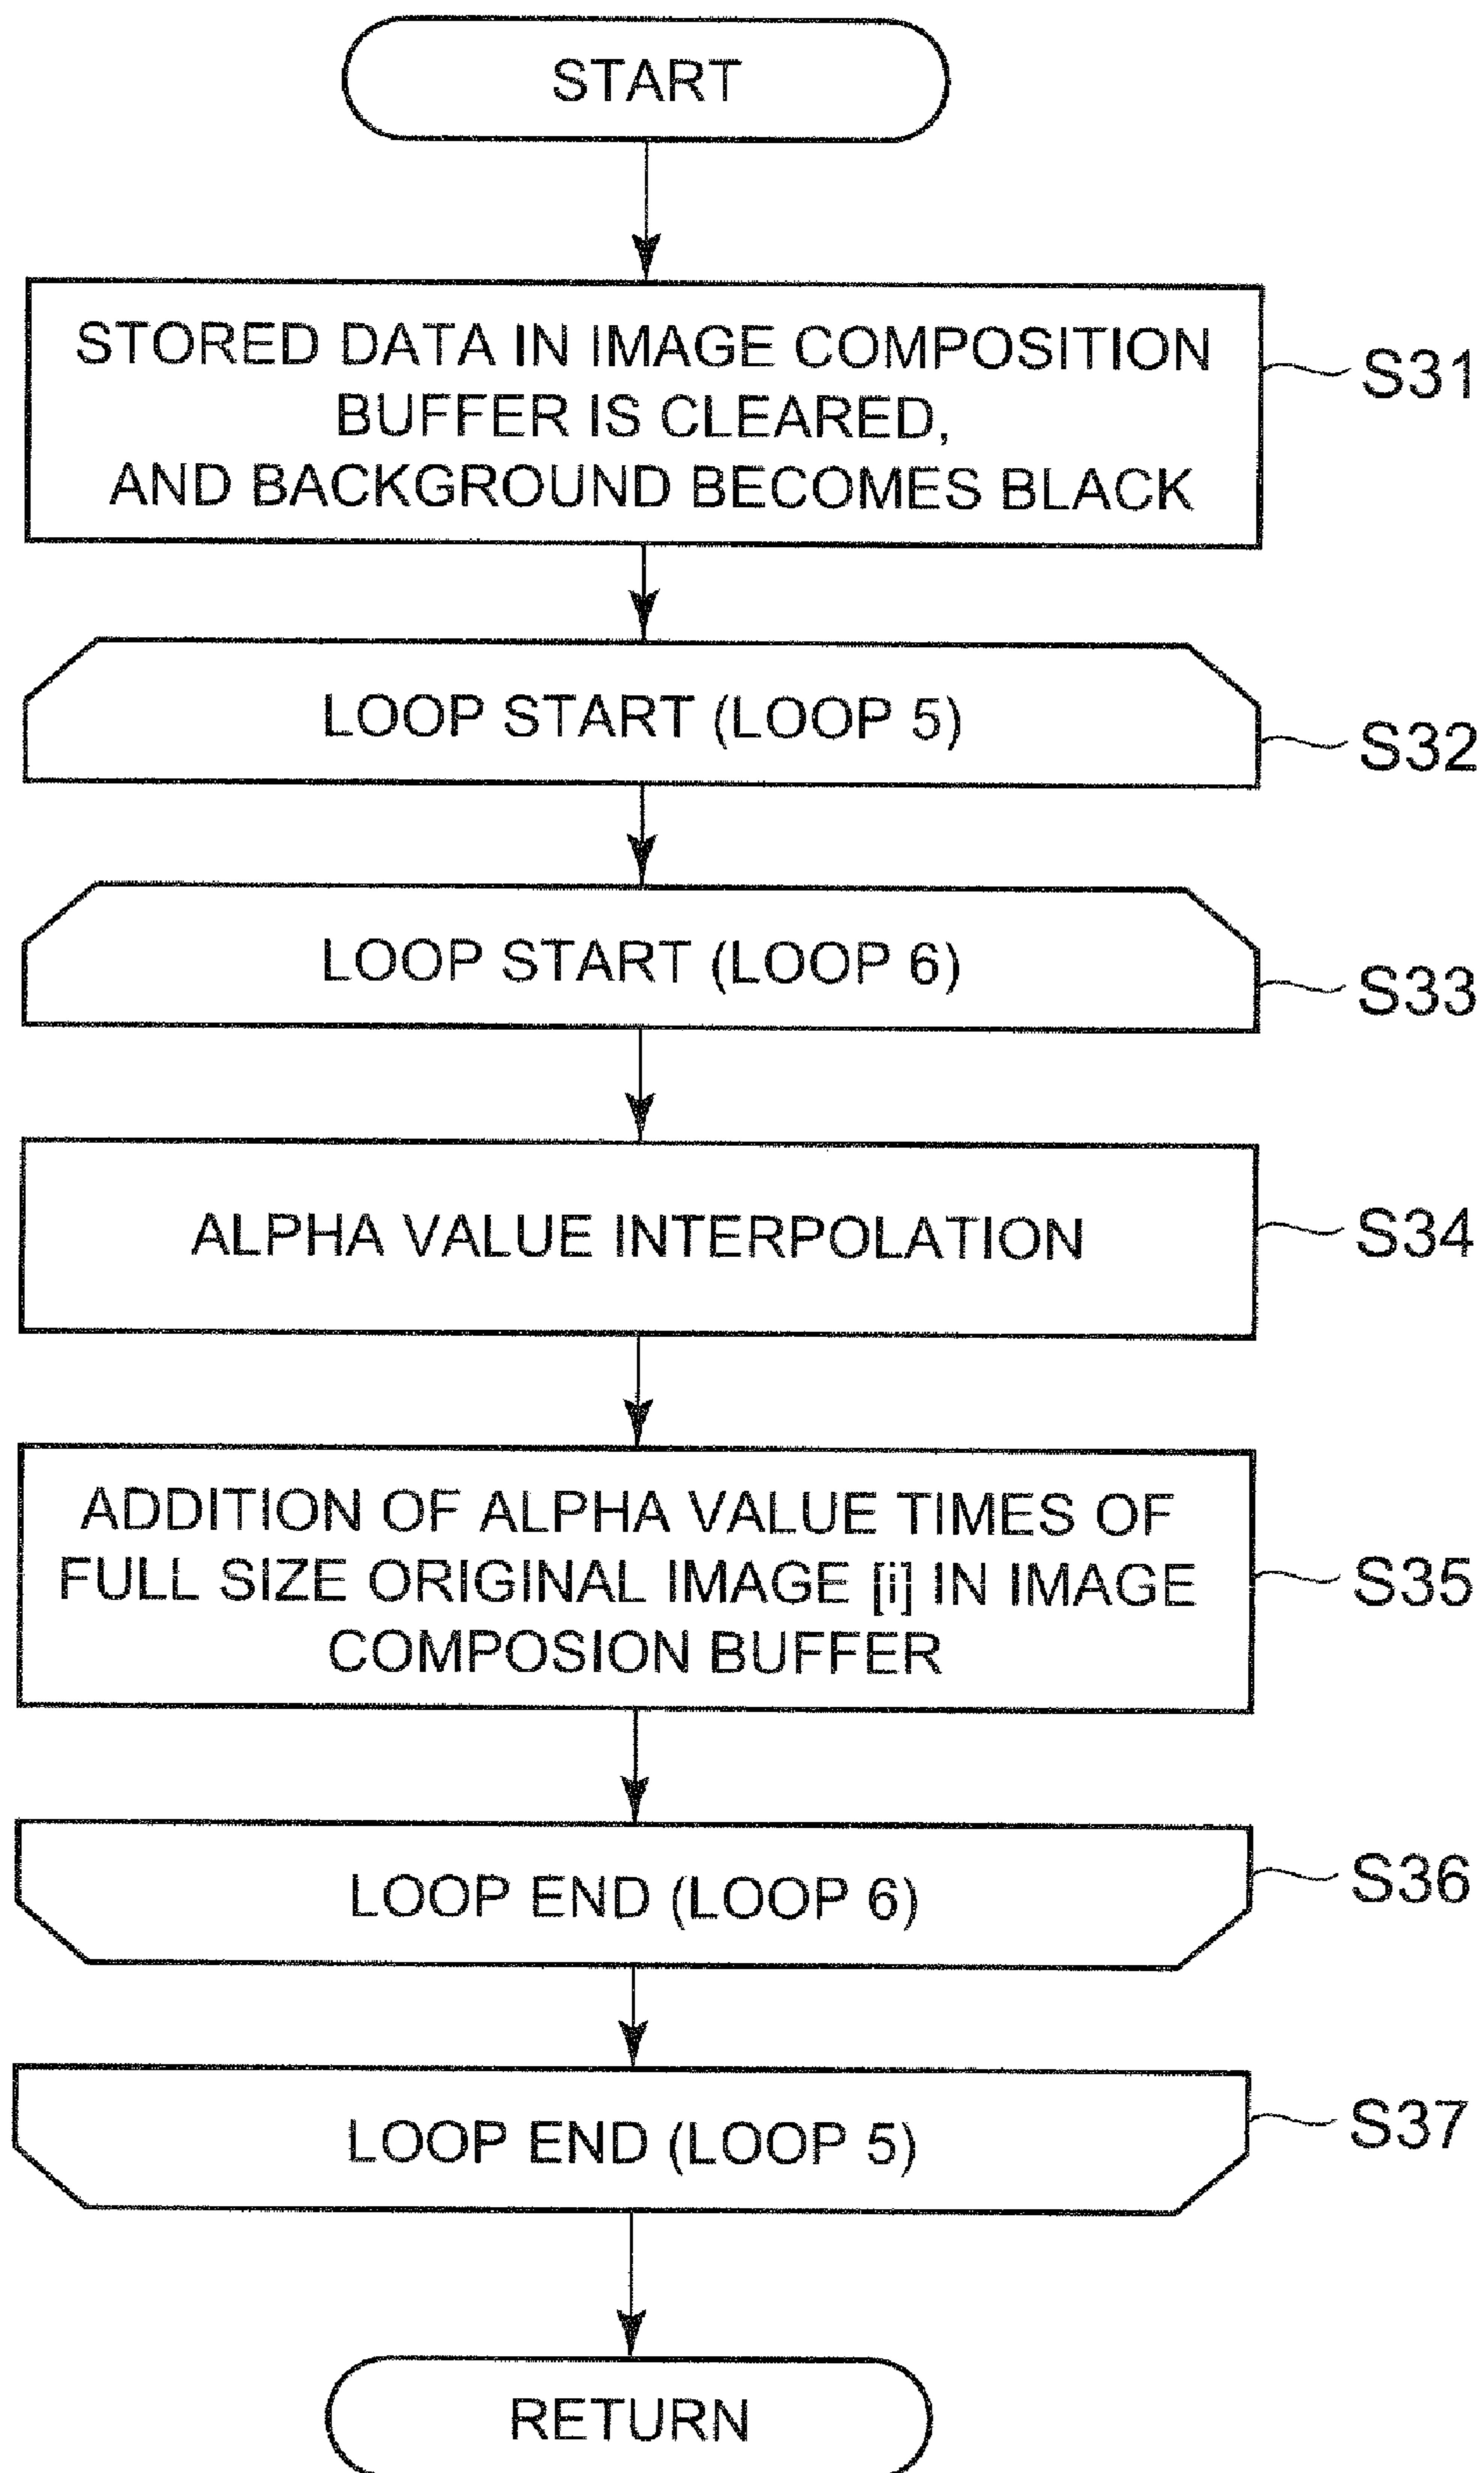 START
STORED DATA IN IMAGE COMPOSITION
BUFFER IS CLEARED,
AND BACKGROUND BECOMES BLACK
S31
LOOP START (LOOP 5)
S32
LOOP START (LOOP 6)
S33
ALPHA VALUE INTERPOLATION
S34
ADDITION OF ALPHA VALUE TIMES OF
FULL SIZE ORIGINAL IMAGE [i] IN IMAGE
COMPOSION BUFFER
S35
LOOP END (LOOP 6)
S36
LOOP END (LOOP 5)
S37
RETURN